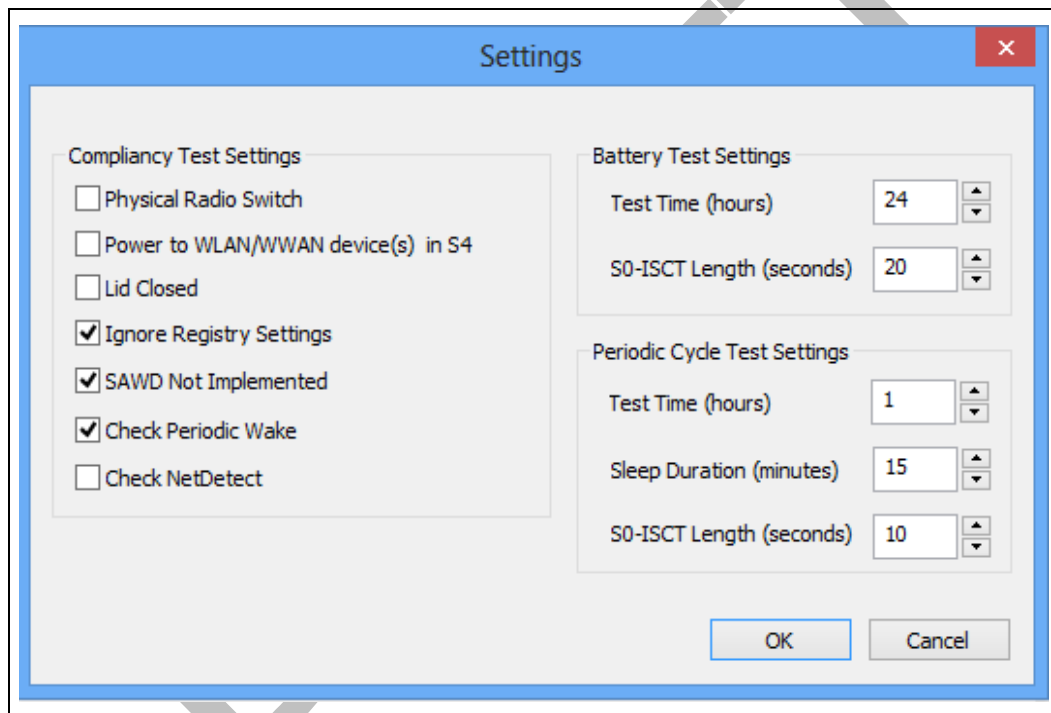 Settings
Compliancy Test Settings
Physical Radio Switch
Power to WLAN/WWAN device(s) in S4
Lid Closed
Ignore Registry Settings
SAWD Not Implemented
Check Periodic Wake
Check NetDetect
Battery Test Settings
Test Time (hours) 24
S0-ISCT Length (seconds) 20
Periodic Cycle Test Settings
Test Time (hours) 1
Sleep Duration (minutes) 15
S0-ISCT Length (seconds) 10
OK Cancel